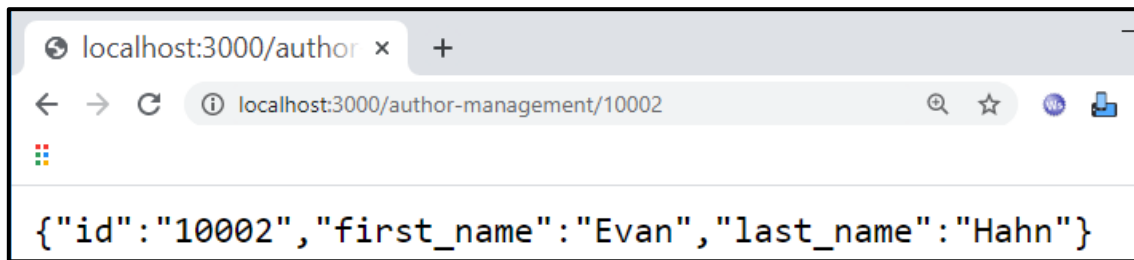 localhost:3000/author
localhost:3000/author-management/10002
{"id":"10002","first_name":"Evan","last_name":"Hahn"}